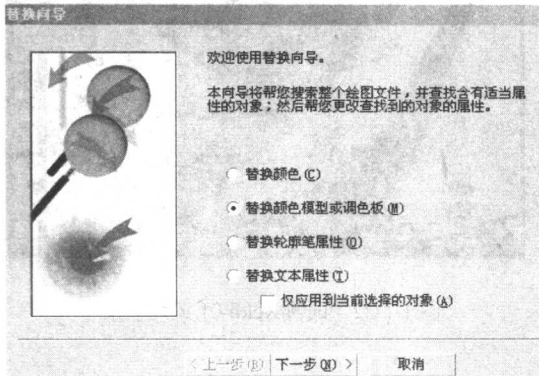 替换向导
欢迎使用替换向导。
本向导将帮您搜索整个绘图文件，并查找含有适当属
性的对象；然后帮您更改查找到的对象的属性。
替换颜色(C)
替换颜色模型或调色板(M)
替换轮廓笔属性(O)
替换文本属性(T)
仅应用到当前选择的对象(A)
<上一步(B) 下一步(N)> 取消